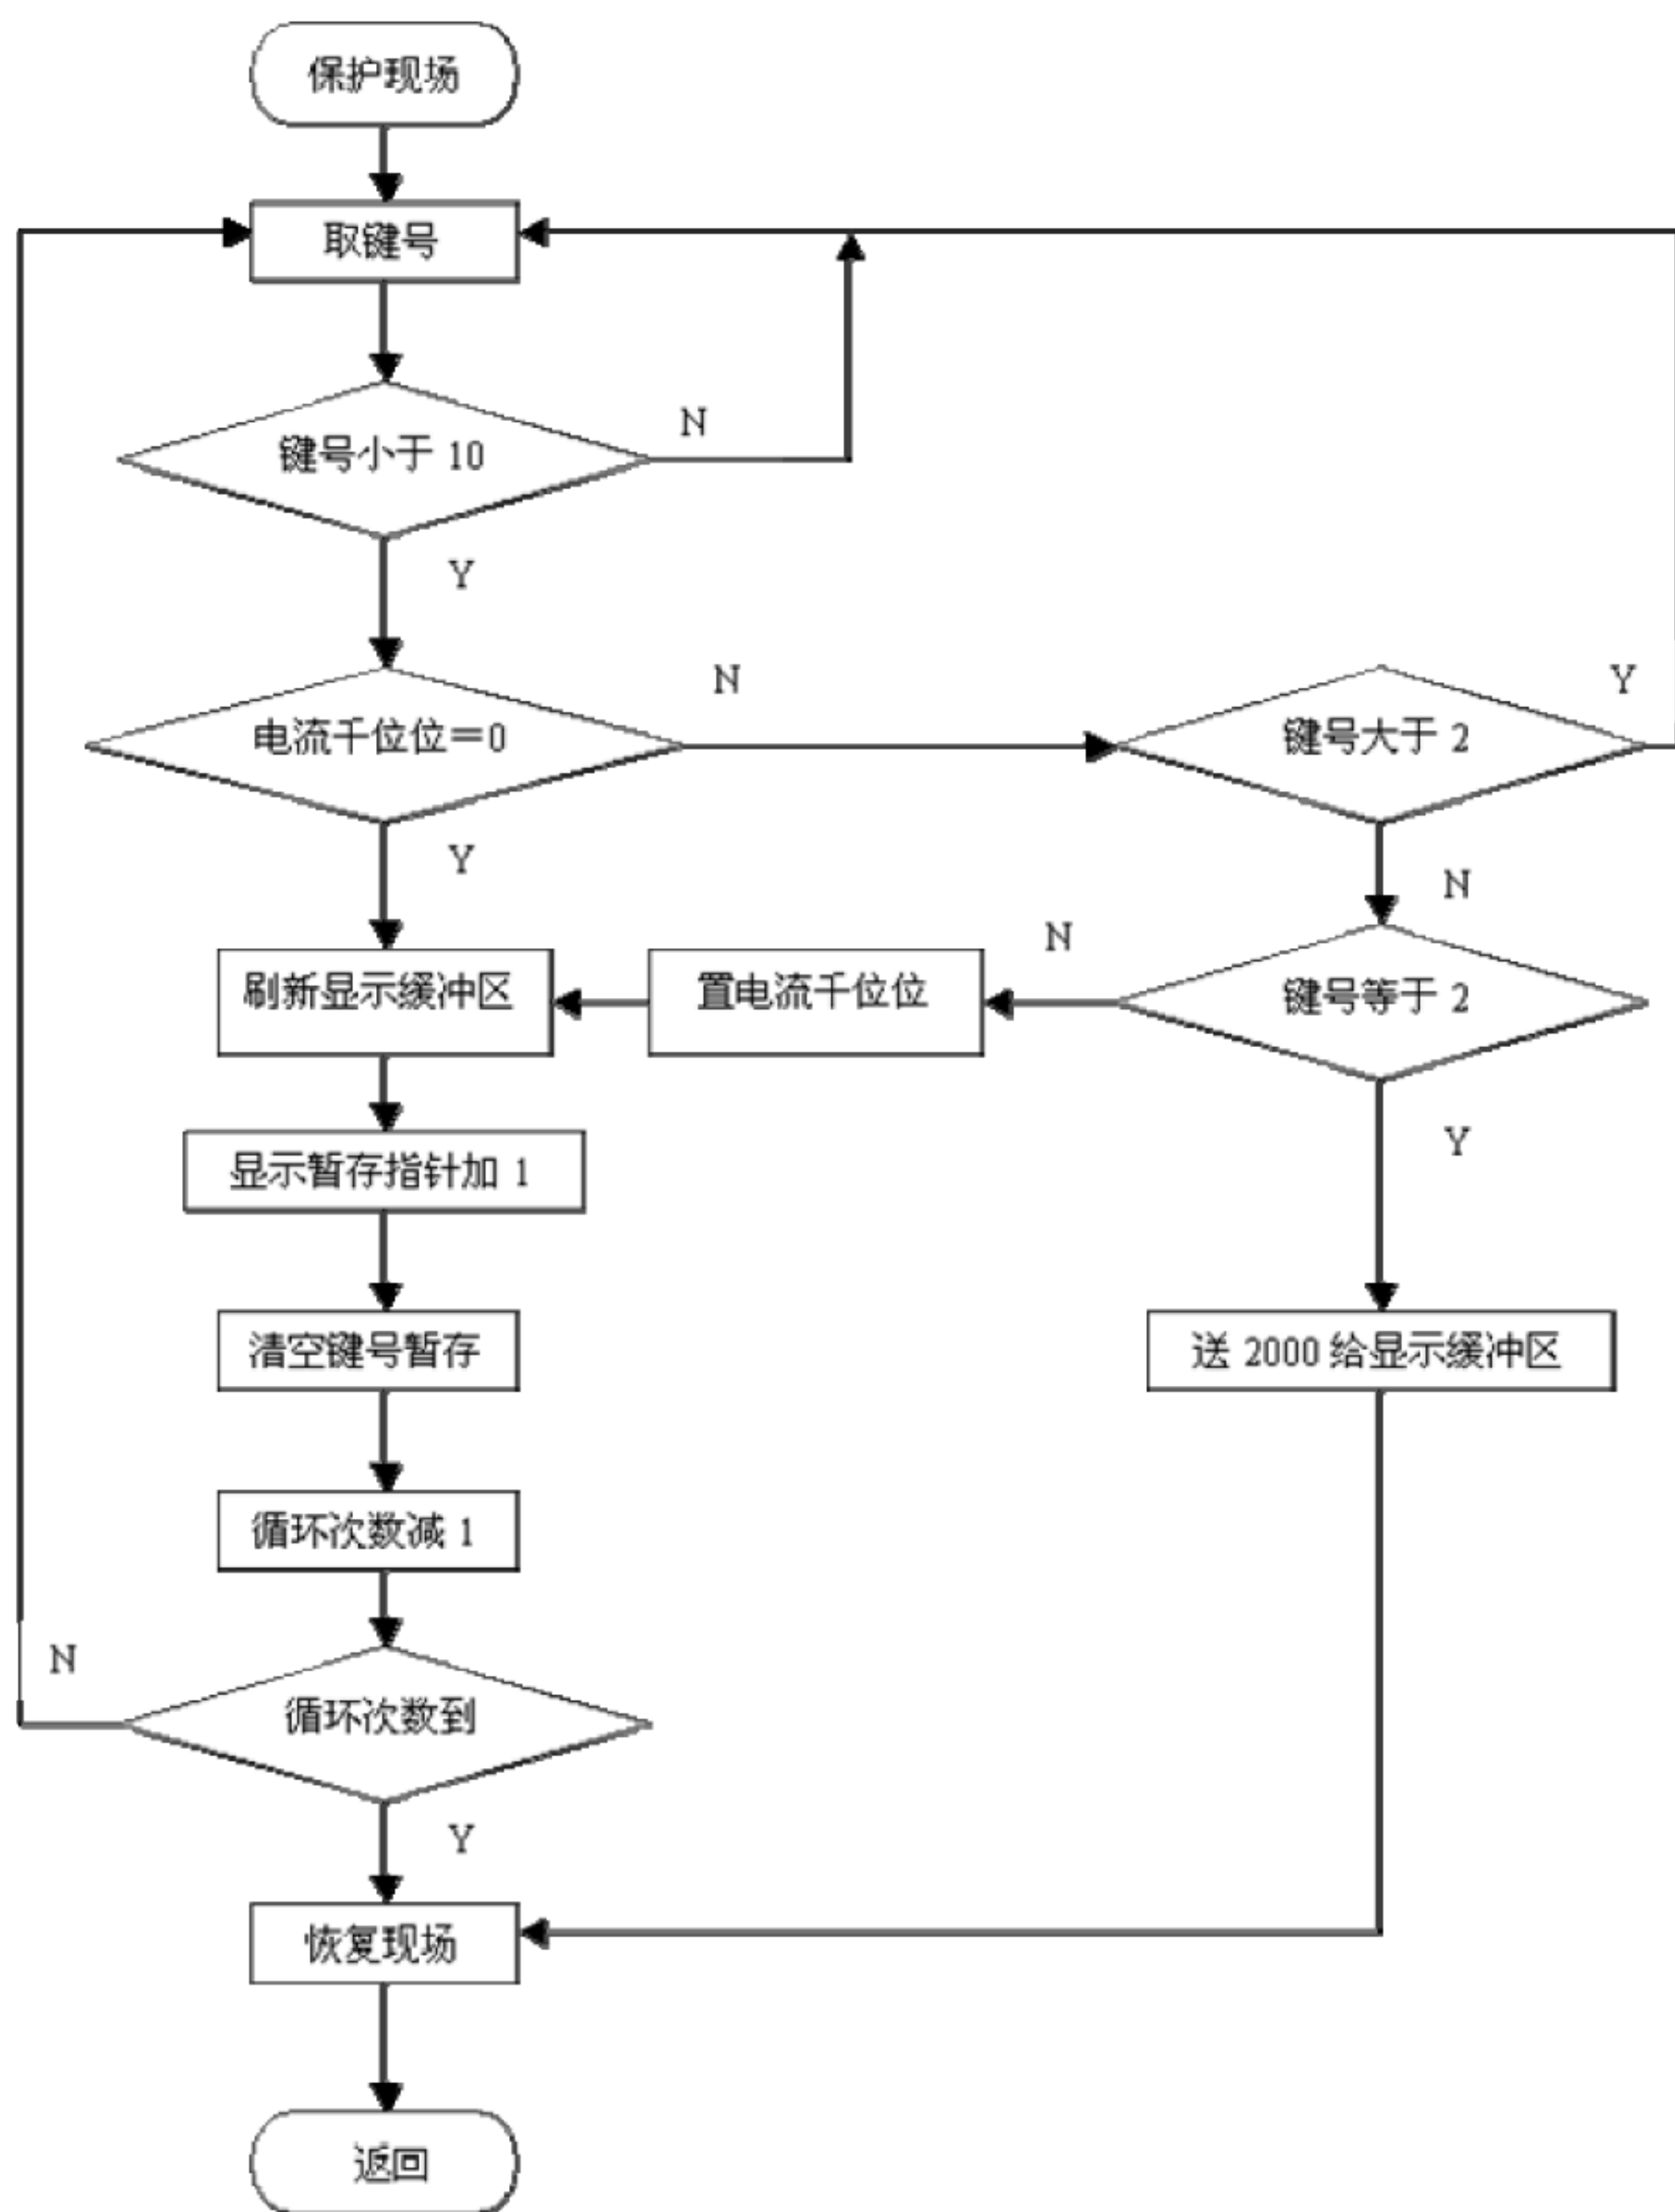 保护现场
取键号
键号小于 10
N
Y
电流千位位=0
N
键号大于 2
Y
Y
N
刷新显示缓冲区
置电流千位位
N
键号等于 2
Y
显示暂存指针加 1
清空键号暂存
送 2000 给显示缓冲区
循环次数减 1
N
循环次数到
Y
恢复现场
返回